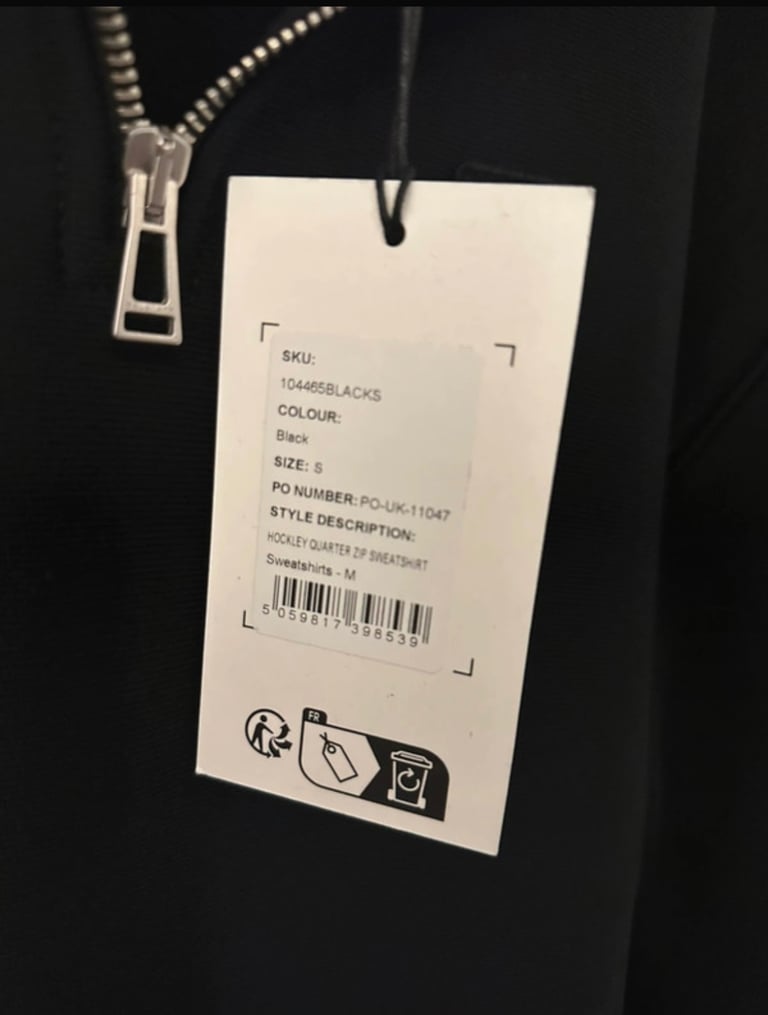 SKU:
104465BLACKS
COLOUR:
Black
SIZE: S
PO NUMBER: PO-UK-11047
STYLE DESCRIPTION:
HOCKLEY QUARTER ZIP SWEATSHIRT
Sweatshirts - M
5 059817 398539
FR